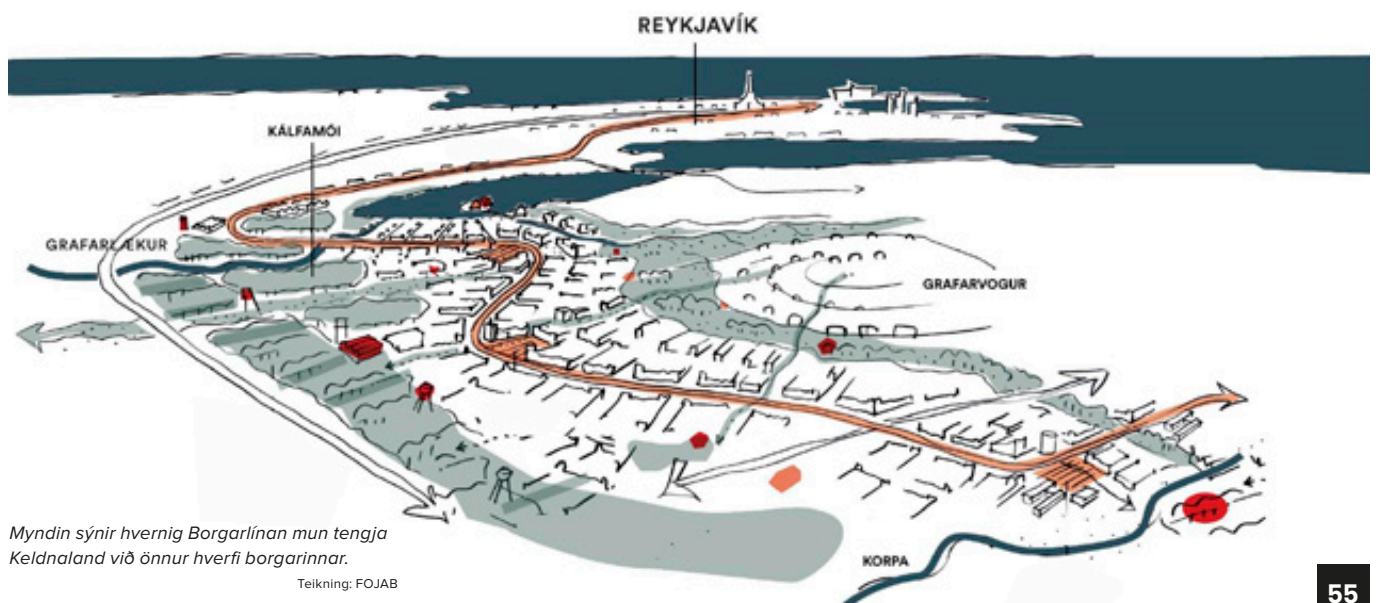 REYKJAVÍK
KÁLFAMÓI
GRAFARLÆKUR
GRAFARVOGUR
KORPA
Myndin sýnir hvernig Borgarlínan mun tengja
Keldnaland við önnur hverfi borgarinnar.
Teikning: FOJAB
55